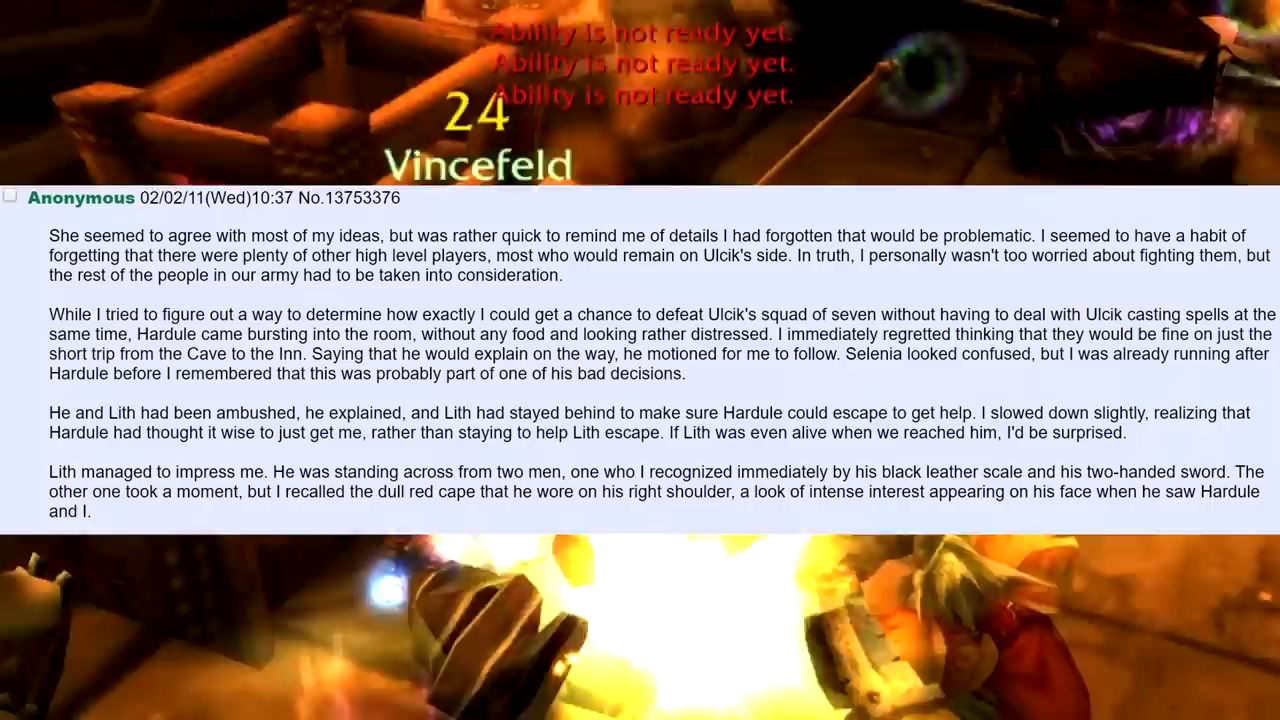 Ability is not ready yet.
Ability is not ready yet.
Ability is not ready yet.
24
Vincefeld
Anonymous 02/02/11(Wed)10:37 No.13753376
She seemed to agree with most of my ideas, but was rather quick to remind me of details I had forgotten that would be problematic. I seemed to have a habit of
forgetting that there were plenty of other high level players, most who would remain on Ulcik's side. In truth, I personally wasn't too worried about fighting them, but
the rest of the people in our army had to be taken into consideration.
While I tried to figure out a way to determine how exactly I could get a chance to defeat Ulcik's squad of seven without having to deal with Ulcik casting spells at the
same time, Hardule came bursting into the room, without any food and looking rather distressed. I immediately regretted thinking that they would be fine on just the
short trip from the Cave to the Inn. Saying that he would explain on the way, he motioned for me to follow. Selenia looked confused, but I was already running after
Hardule before I remembered that this was probably part of one of his bad decisions.
He and Lith had been ambushed, he explained, and Lith had stayed behind to make sure Hardule could escape to get help. I slowed down slightly, realizing that
Hardule had thought it wise to just get me, rather than staying to help Lith escape. If Lith was even alive when we reached him, I'd be surprised.
Lith managed to impress me. He was standing across from two men, one who I recognized immediately by his black leather scale and his two-handed sword. The
other one took a moment, but I recalled the dull red cape that he wore on his right shoulder, a look of intense interest appearing on his face when he saw Hardule
and I.